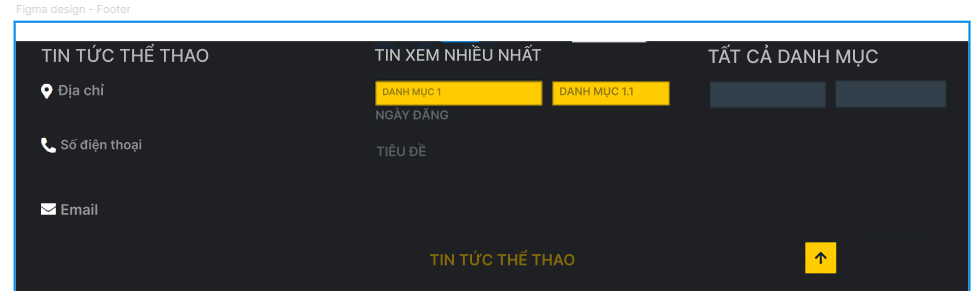 Figma design - Footer
TIN TỨC THỂ THAO
Địa chỉ
Số điện thoại
Email
TIN XEM NHIỀU NHẤT
DANH MỤC 1
DANH MỤC 1.1
NGÀY ĐĂNG
TIÊU ĐỀ
TẤT CẢ DANH MỤC
TIN TỨC THỂ THAO